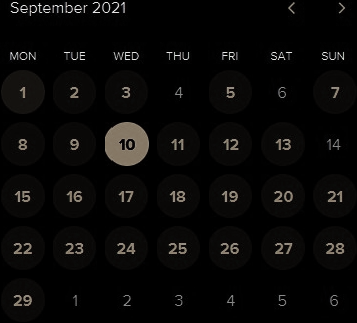 September 2021
MON TUE WED THU FRI SAT SUN
1 2 3 4 5 6 7
8 9 10 11 12 13 14
15 16 17 18 19 20 21
22 23 24 25 26 27 28
29 1 2 3 4 5 6